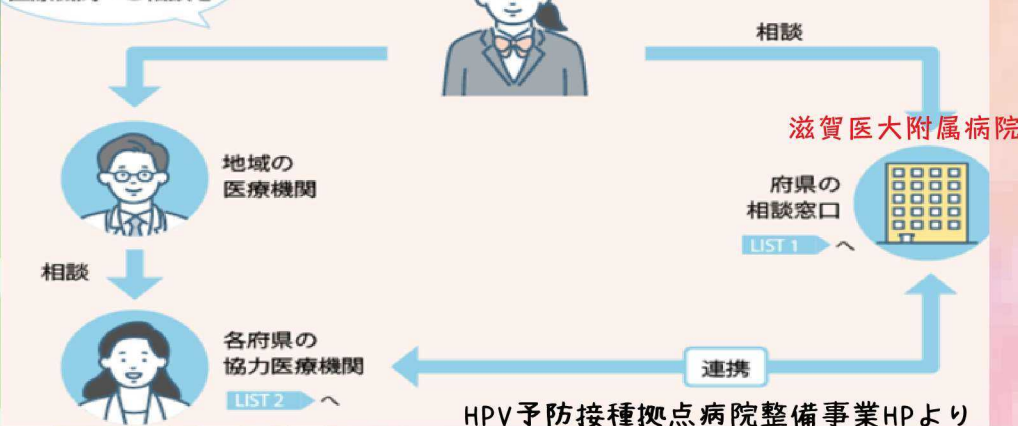 相談
滋賀医大附属病院
地域の
医療機関
府県の
相談窓口
LIST 1 へ
相談
各府県の
協力医療機関
LIST 2 へ
連携
HPV予防接種拠点病院整備事業HPより